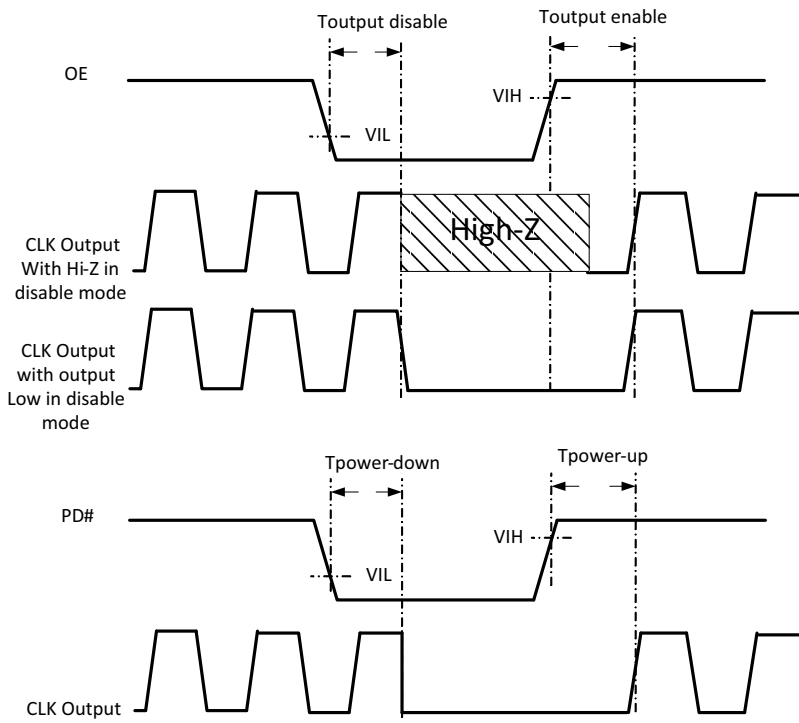 Toutput disable
Toutput enable
OE
VIH
VIL
High-Z
CLK Output
With Hi-Z in
disable mode
CLK Output
with output
Low in disable
mode
Tpower-down
Tpower-up
PD#
VIH
VIL
CLK Output